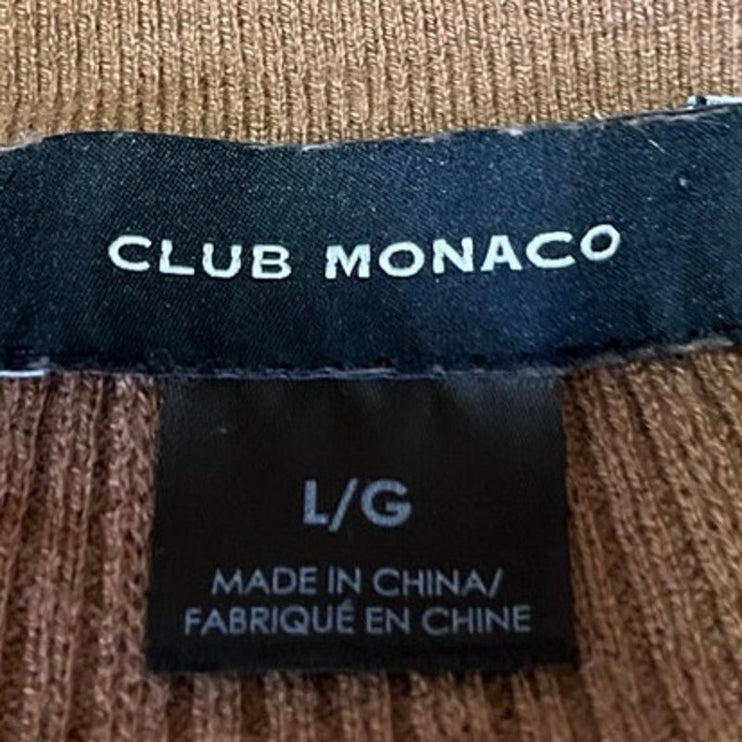 CLUB MONACO
L/G
MADE IN CHINA/
FABRIQUÉ EN CHINE